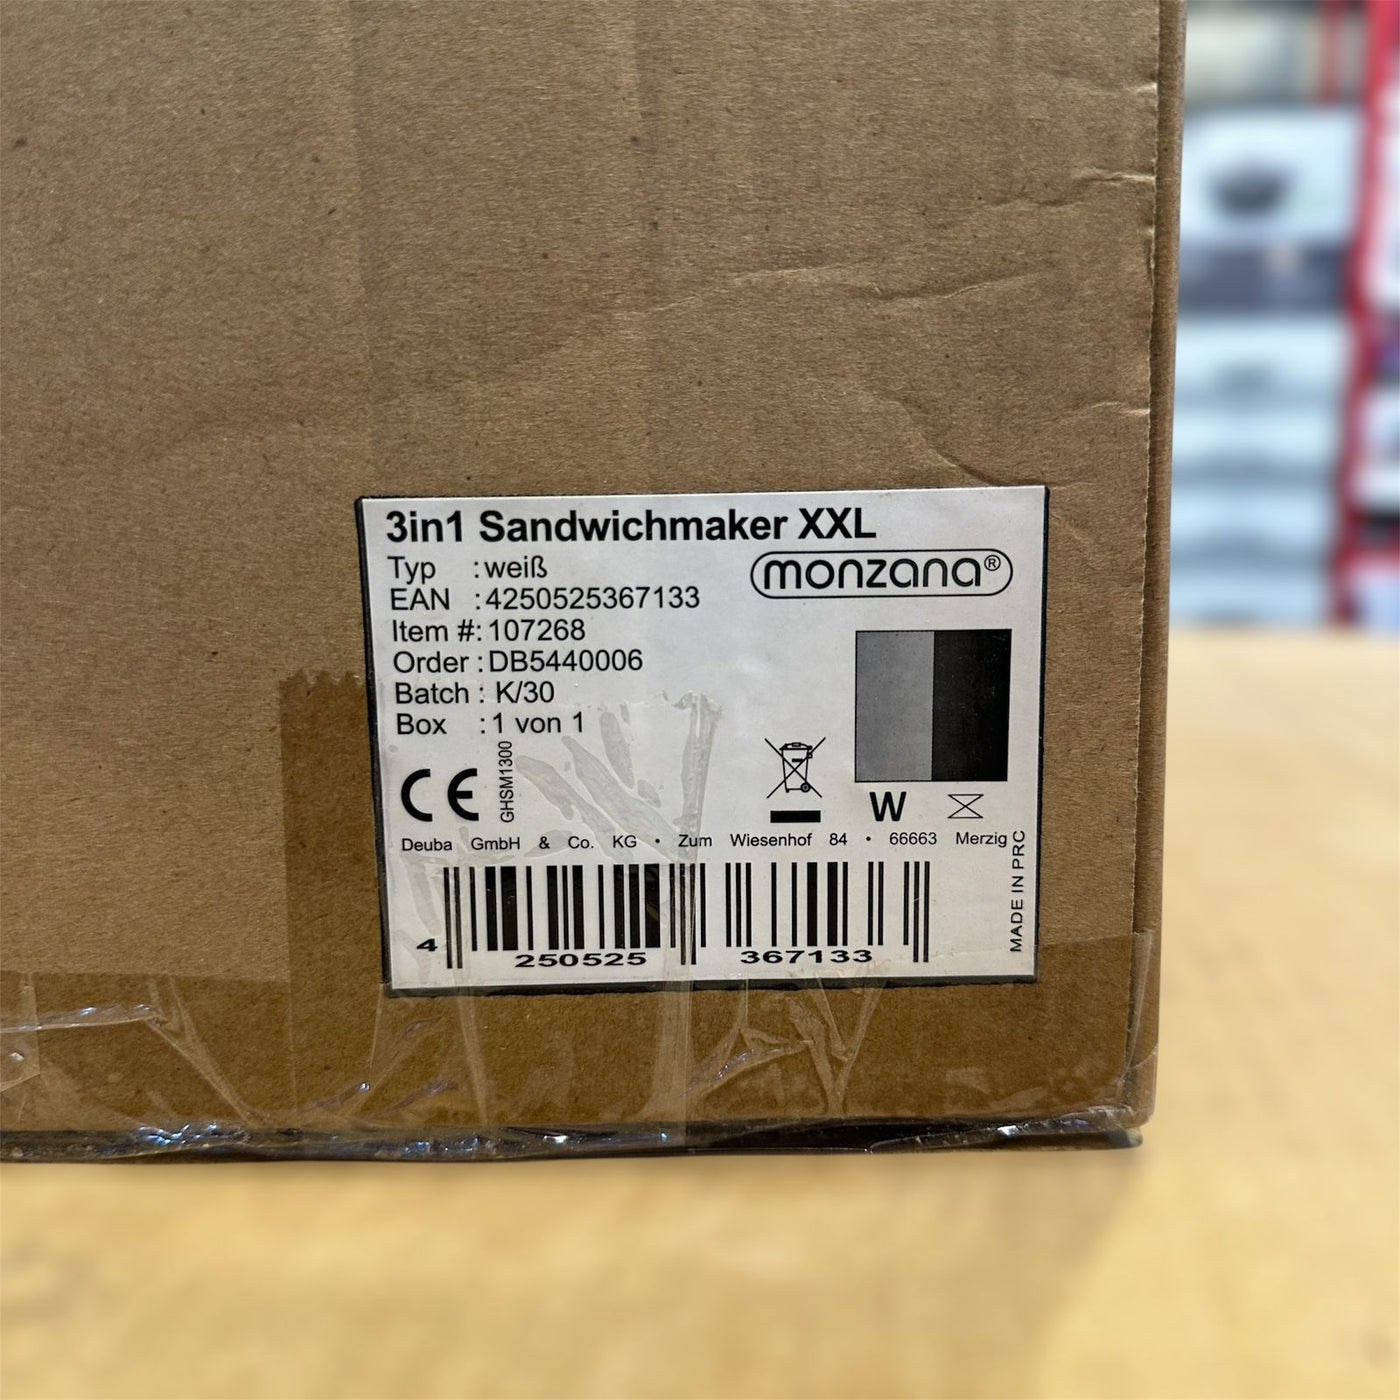 3in1 Sandwichmaker XXL
Typ : weiß
monzana®
EAN : 4250525367133
Item #: 107268
Order : DB5440006
Batch : K/30
Box : 1 von 1
CE
GHSM1300
W
Deuba GmbH & Co. KG • Zum Wiesenhof 84 • 66663 Merzig
MADE IN PRC
4 250525 367133